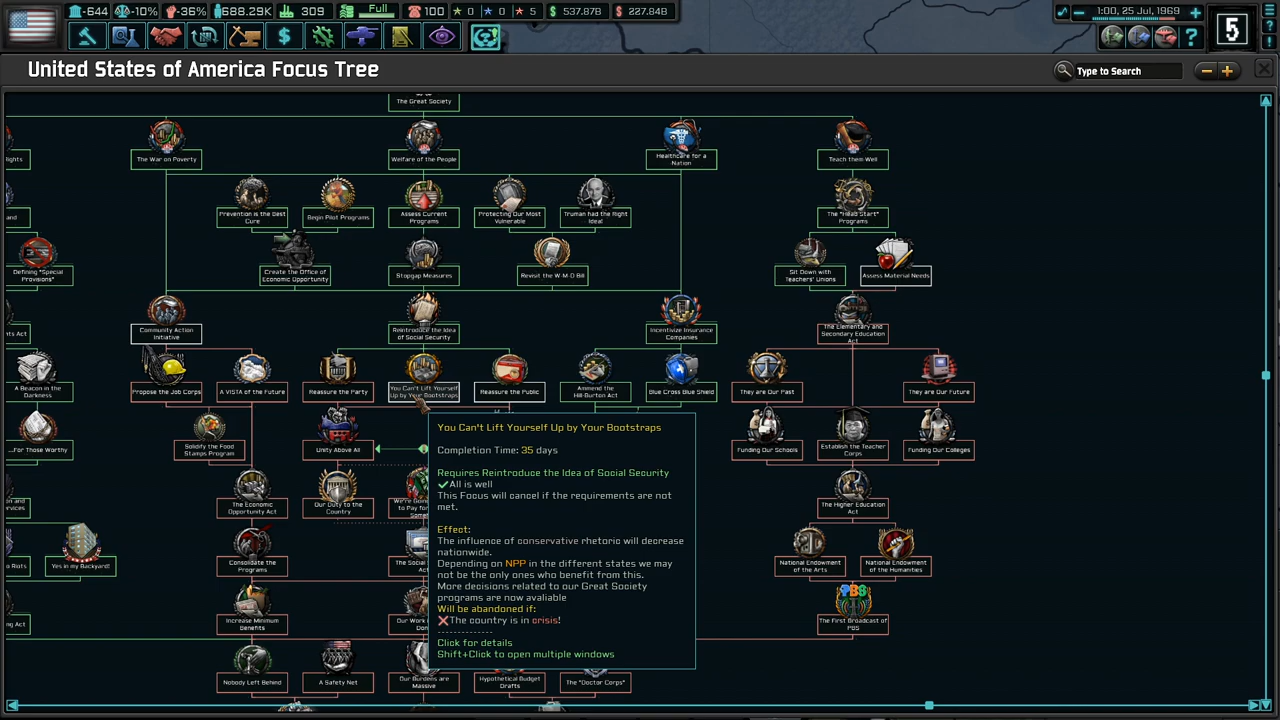 -644 -10% 36% 688.29K 309 Full 100 0 0 5 537.87B 227.84B 1:00, 25 Jul, 1969 5
United States of America Focus Tree
Type to Search
The Great Society
The War on Poverty
Welfare of the People
Healthcare for a
Nation
Teach them Well
Prevention is the Best
Cure
Begin Pilot Programs
Assess Current
Programs
Protecting Our Most
Vulnerable
Truman had the Right
Idea!
The "Head Start"
Programs
Defining "Special
Provisions"
Create the Office of
Economic Opportunity
Stopgap Measures
Revisit the W-M-D Bill
Sit Down with
Teachers' Unions
Assess Material Needs
Community Action
Initiative
Reintroduce the Idea
of Social Security
Incentivize Insurance
Companies
The Elementary and
Secondary Education
Act
A Beacon in the
Darkness
Propose the Job Corps
A VISTA of the Future
Reassure the Party
You Can't Lift Yourself
Up by Your Bootstraps
Reassure the Public
Ammend the
Hill-Burton Act
Blue Cross Blue Shield
They are Our Past
They are Our Future
...For Those Worthy
Solidify the Food
Stamps Program
Unity Above All
Funding Our Schools
Establish the Teacher
Corps
Funding Our Colleges
The Economic
Opportunity Act
Our Duty to the
Country
The Higher Education
Act
Yes in my Backyard!
Consolidate the
Programs
National Endowment
of the Arts
National Endowment
of the Humanities
Increase Minimum
Benefits
PBS
The First Broadcast of
PBS
Nobody Left Behind
A Safety Net
Our Burdens are
Massive
Hypothetical Budget
Drafts
The "Doctor Corps"
You Can't Lift Yourself Up by Your Bootstraps
Completion Time: 35 days
Requires Reintroduce the Idea of Social Security
All is well
This Focus will cancel if the requirements are not
met.
Effect:
The influence of conservative rhetoric will decrease
nationwide.
Depending on NPP in the different states we may
not be the only ones who benefit from this.
More decisions related to our Great Society
programs are now avaliable
Will be abandoned if:
The country is in crisis!
--------------
Click for details
Shift+Click to open multiple windows